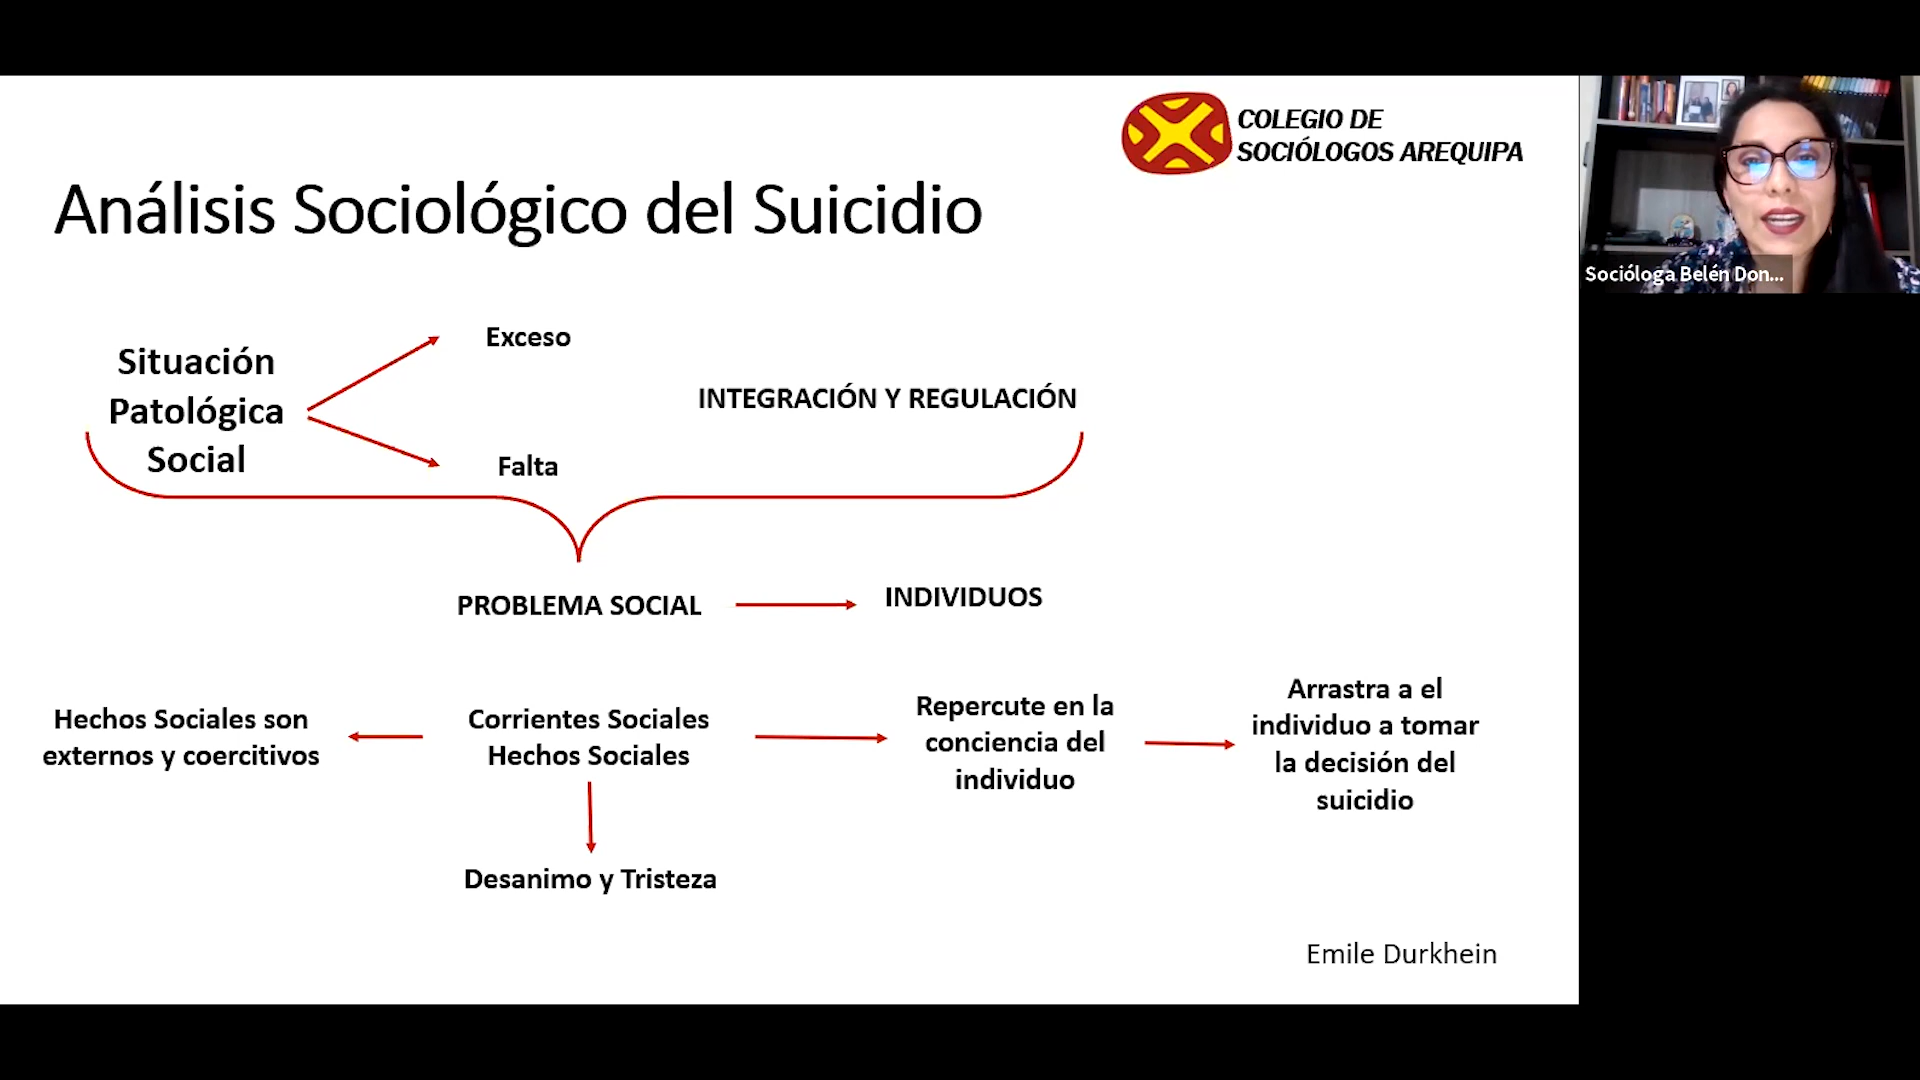 COLEGIO DE
SOCIÓLOGOS AREQUIPA
Análisis Sociológico del Suicidio
Situación
Patológica
Social
Exceso
Falta
INTEGRACIÓN Y REGULACIÓN
PROBLEMA SOCIAL
INDIVIDUOS
Hechos Sociales son
externos y coercitivos
Corrientes Sociales
Hechos Sociales
Repercute en la
conciencia del
individuo
Arrastra a el
individuo a tomar
la decisión del
suicidio
Desanimo y Tristeza
Emile Durkhein
Socióloga Belén Don...